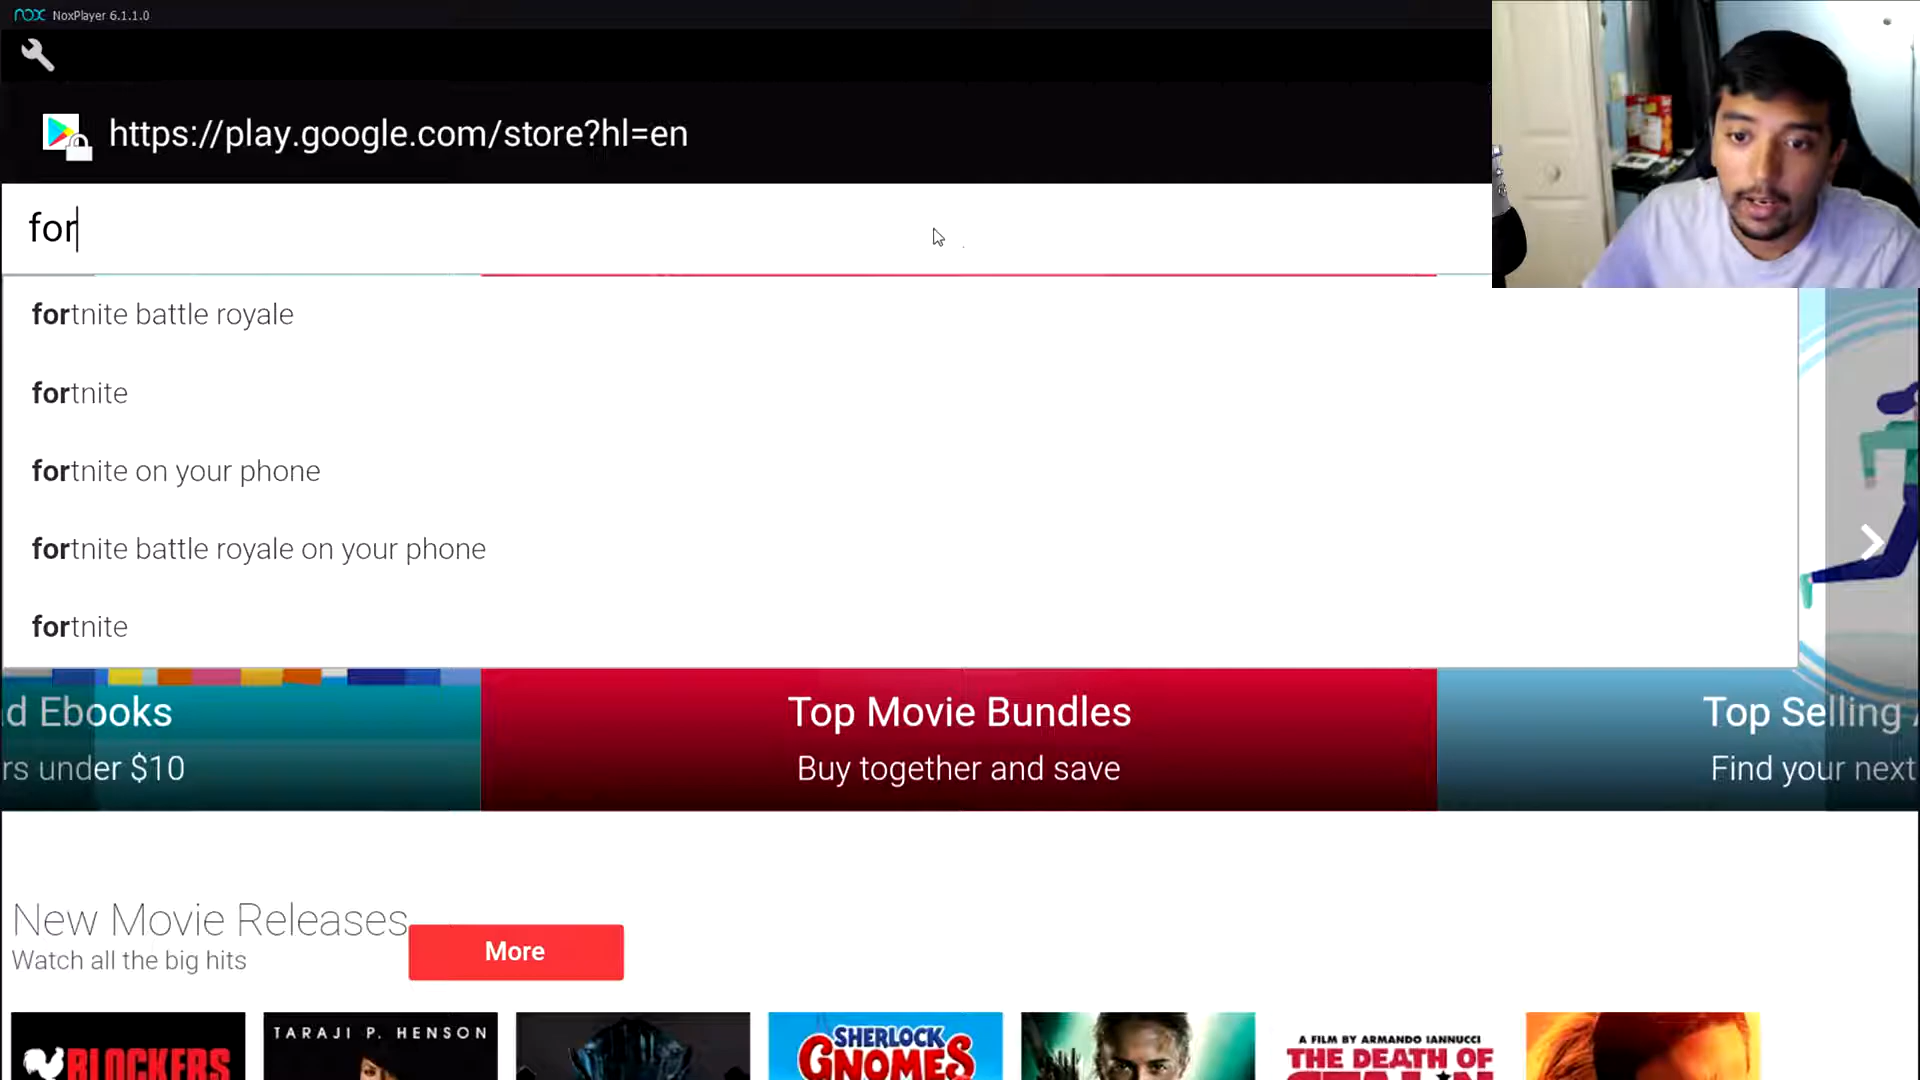 nox NoxPlayer 6.1.1.0
https://play.google.com/store?hl=en
for
fortnite battle royale
fortnite
fortnite on your phone
fortnite battle royale on your phone
fortnite
d Ebooks
rs under $10
Top Movie Bundles
Buy together and save
Top Selling
Find your next
New Movie Releases
Watch all the big hits
More
BLOCKERS
TARAJI P. HENSON
SHERLOCK
GNOMES
A FILM BY ARMANDO IANNUCCI
THE DEATH OF